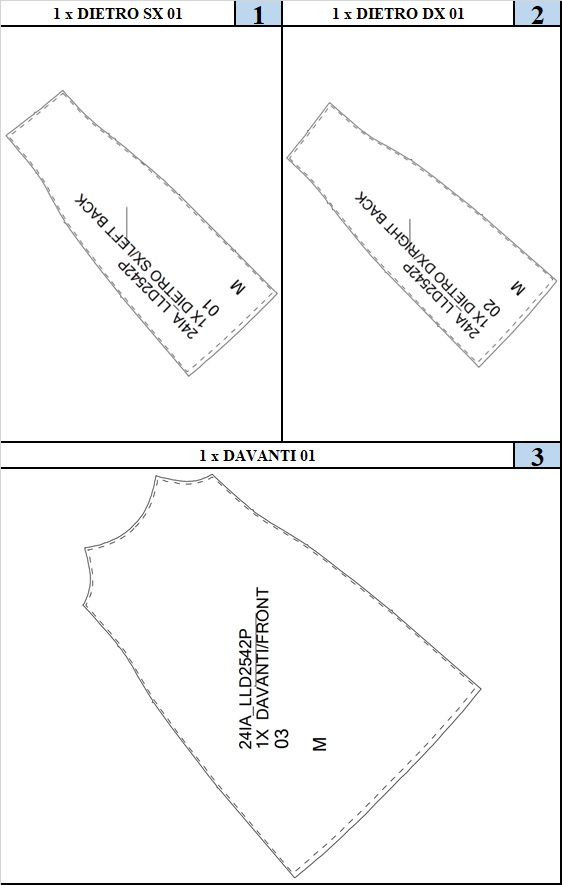 1 x DIETRO SX 01
1
1 x DIETRO DX 01
2
24IA_LLD2542P
1X DIETRO SX/LEFT BACK
01
M
24IA_LLD2542P
1X DIETRO DX/RIGHT BACK
02
M
1 x DAVANTI 01
3
24IA_LLD2542P
1X DAVANTI/FRONT
03
M